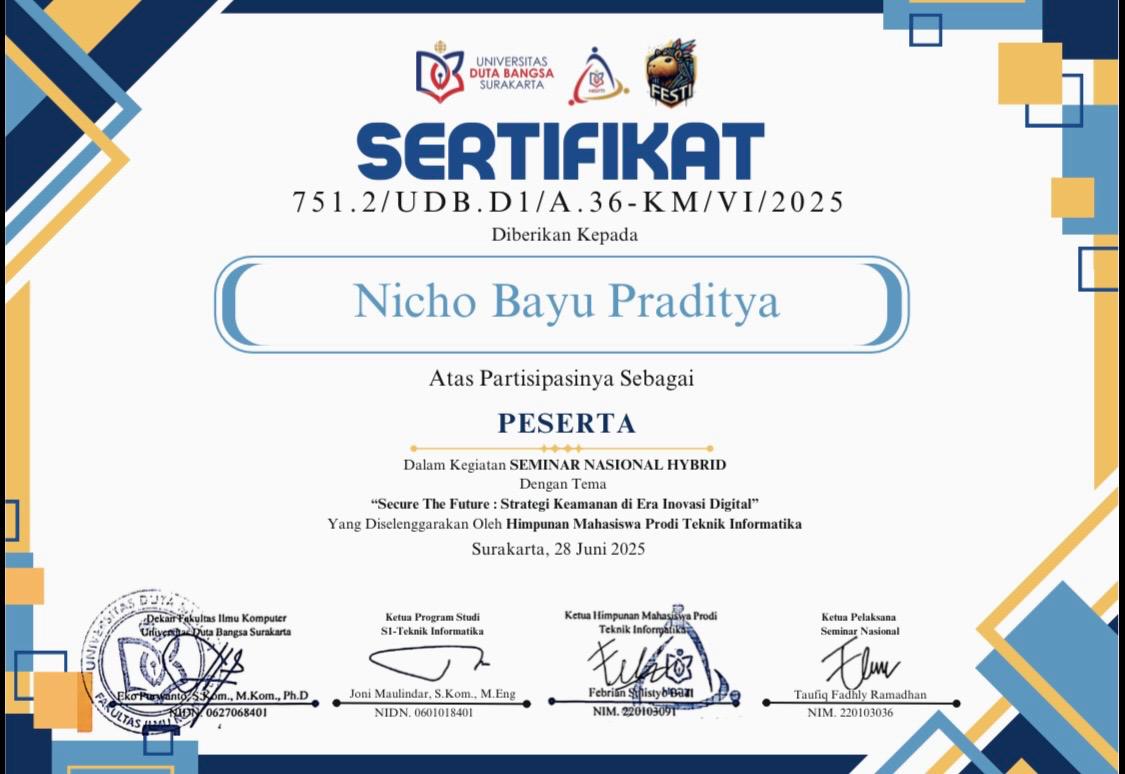 UNIVERSITAS
DUTA BANGSA
SURAKARTA
FESTI
SERTIFIKAT
751.2/UDB.D1/A.36-KM/VI/2025
Diberikan Kepada
Nicho Bayu Praditya
Atas Partisipasinya Sebagai
PESERTA
Dalam Kegiatan SEMINAR NASIONAL HYBRID
Dengan Tema
“Secure The Future : Strategi Keamanan di Era Inovasi Digital”
Yang Diselenggarakan Oleh Himpunan Mahasiswa Prodi Teknik Informatika
Surakarta, 28 Juni 2025
Dekan Fakultas Ilmu Komputer
Universitas Duta Bangsa Surakarta
Eko Purwanto, S.Kom., M.Kom., Ph.D
NIDN. 0627068401
Ketua Program Studi
S1-Teknik Informatika
Joni Maulindar, S.Kom., M.Eng
NIDN. 0601018401
Ketua Himpunan Mahasiswa Prodi
Teknik Informatika
Febrian Sulistyo
NIM. 220103091
Ketua Pelaksana
Seminar Nasional
Taufiq Fadhly Ramadhan
NIM. 220103036